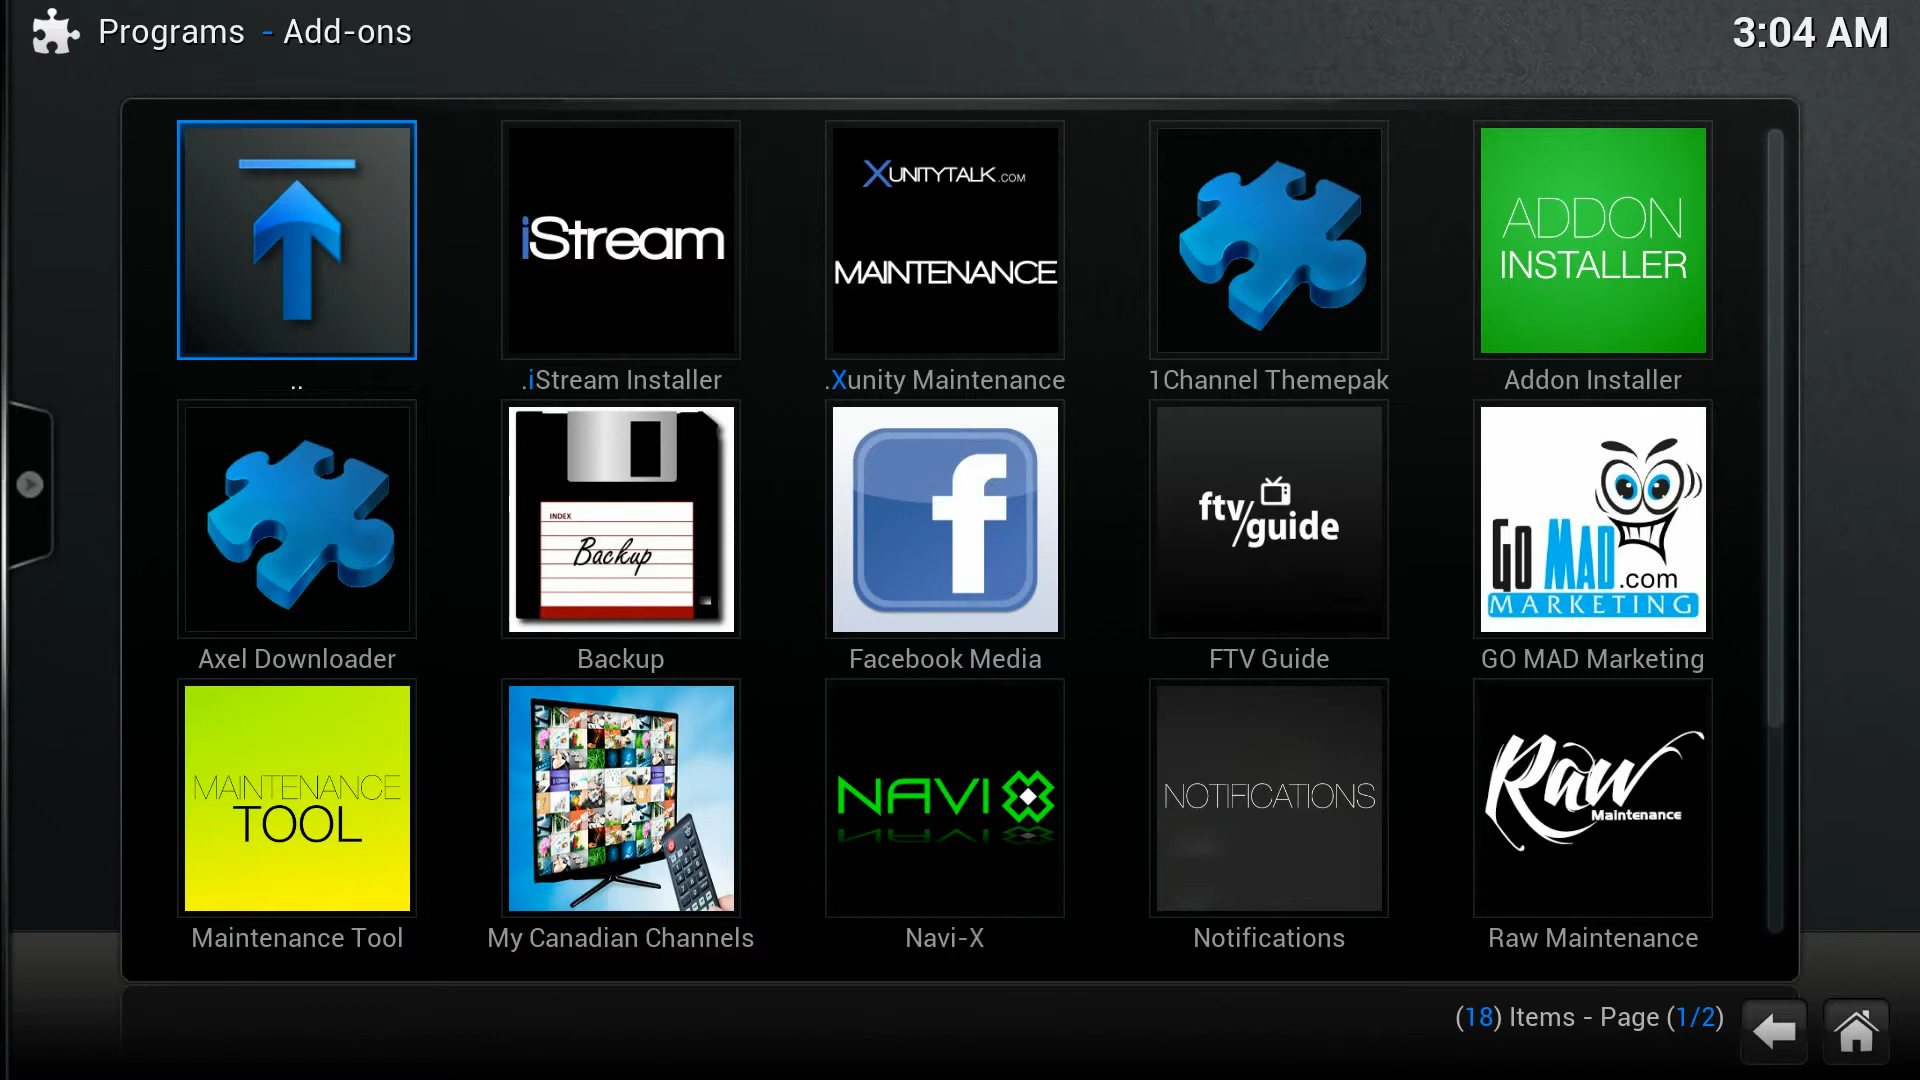 Programs - Add-ons
3:04 AM
iStream
XUNITYTALK.COM
MAINTENANCE
ADDON
INSTALLER
..
.iStream Installer
.Xunity Maintenance
1Channel Themepak
Addon Installer
INDEX
Backup
f
ftv/guide
GO MAD.com
MARKETING
Axel Downloader
Backup
Facebook Media
FTV Guide
GO MAD Marketing
MAINTENANCE
TOOL
NAVI X
NOTIFICATIONS
Raw
Maintenance
Maintenance Tool
My Canadian Channels
Navi-X
Notifications
Raw Maintenance
(18) Items - Page (1/2)